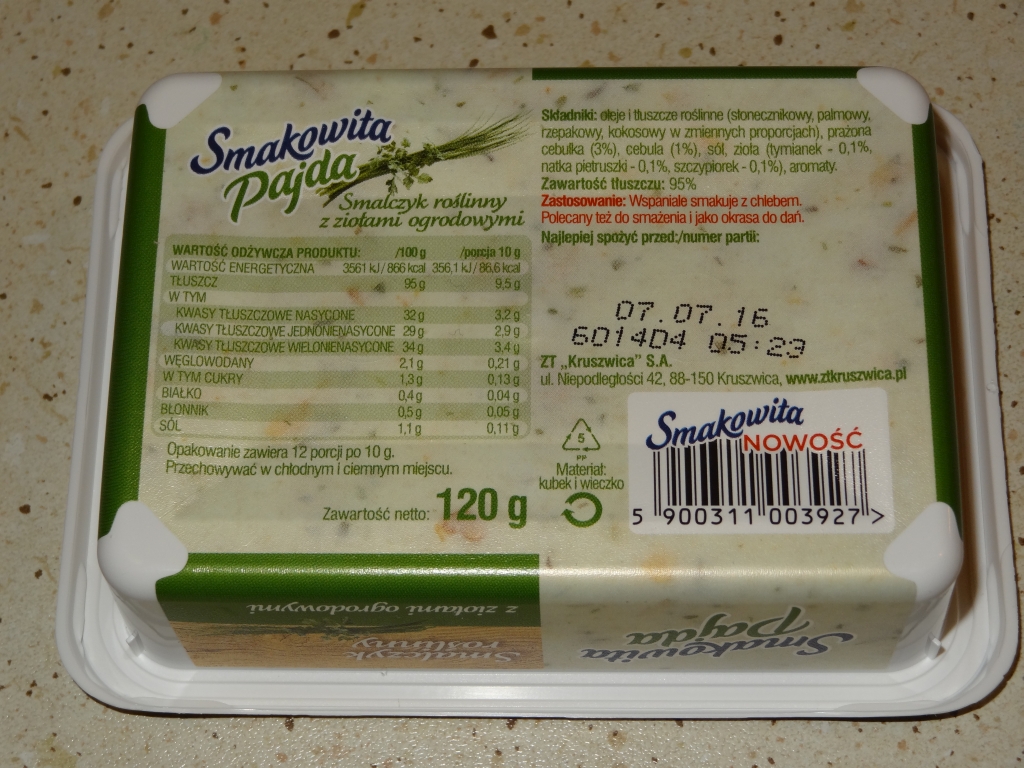 Smakowita
Pajda
Smalczyk roślinny
z ziołami ogrodowymi
WARTOŚĆ ODŻYWCZA PRODUKTU: /100 g /porcja 10 g
WARTOŚĆ ENERGETYCZNA 3561 kJ / 866 kcal 356,1 kJ / 86,6 kcal
TŁUSZCZ 95 g 9,5 g
W TYM
KWASY TŁUSZCZOWE NASYCONE 32 g 3,2 g
KWASY TŁUSZCZOWE JEDNONIENASYCONE 29 g 2,9 g
KWASY TŁUSZCZOWE WIELONIENASYCONE 34 g 3,4 g
WĘGLOWODANY 2,1 g 0,21 g
W TYM CUKRY 1,3 g 0,13 g
BIAŁKO 0,4 g 0,04 g
BŁONNIK 0,5 g 0,05 g
SÓL 1,1 g 0,11 g
Opakowanie zawiera 12 porcji po 10 g.
Przechowywać w chłodnym i ciemnym miejscu.
Zawartość netto: 120 g
Składniki: oleje i tłuszcze roślinne (słonecznikowy, palmowy,
rzepakowy, kokosowy w zmiennych proporcjach), prażona
cebulka (3%), cebula (1%), sól, zioła (tymianek - 0,1%,
natka pietruszki - 0,1%, szczypiorek - 0,1%), aromaty.
Zawartość tłuszczu: 95%
Zastosowanie: Wspaniale smakuje z chlebem.
Polecany też do smażenia i jako okrasa do dań.
Najlepiej spożyć przed:/numer partii:
07.07.16
6014D4 05:23
ZT „Kruszwica” S.A.
ul. Niepodległości 42, 88-150 Kruszwica, www.ztkruszwica.pl
5
PP
Materiał:
kubek i wieczko
Smakowita
NOWOŚĆ
5 900311 003927 >
z ziołami ogrodowymi
Smalczyk
roślinny
Smakowita
Pajda